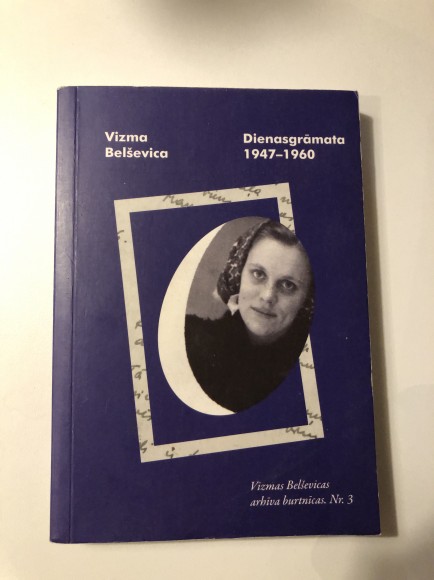 Vizma
Belševica
Dienasgrāmata
1947–1960
Vizmas Belševicas
arhīva burtnīcas. Nr. 3